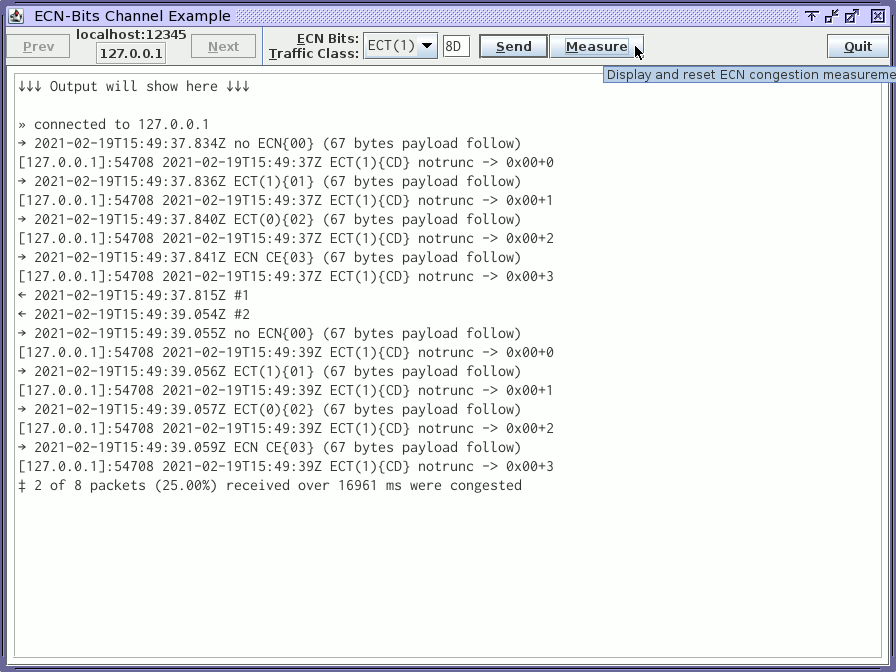 ECN-Bits Channel Example
Prev
localhost:12345
127.0.0.1
Next
ECN Bits:
Traffic Class:
ECT(1)
8D
Send
Measure
Quit
Display and reset ECN congestion measureme
↓↓↓ Output will show here ↓↓↓
» connected to 127.0.0.1
→ 2021-02-19T15:49:37.834Z no ECN{00} (67 bytes payload follow)
[127.0.0.1]:54708 2021-02-19T15:49:37Z ECT(1){CD} notrunc -> 0x00+0
→ 2021-02-19T15:49:37.836Z ECT(1){01} (67 bytes payload follow)
[127.0.0.1]:54708 2021-02-19T15:49:37Z ECT(1){CD} notrunc -> 0x00+1
→ 2021-02-19T15:49:37.840Z ECT(0){02} (67 bytes payload follow)
[127.0.0.1]:54708 2021-02-19T15:49:37Z ECT(1){CD} notrunc -> 0x00+2
→ 2021-02-19T15:49:37.841Z ECN CE{03} (67 bytes payload follow)
[127.0.0.1]:54708 2021-02-19T15:49:37Z ECT(1){CD} notrunc -> 0x00+3
← 2021-02-19T15:49:37.815Z #1
← 2021-02-19T15:49:39.054Z #2
→ 2021-02-19T15:49:39.055Z no ECN{00} (67 bytes payload follow)
[127.0.0.1]:54708 2021-02-19T15:49:39Z ECT(1){CD} notrunc -> 0x00+0
→ 2021-02-19T15:49:39.056Z ECT(1){01} (67 bytes payload follow)
[127.0.0.1]:54708 2021-02-19T15:49:39Z ECT(1){CD} notrunc -> 0x00+1
→ 2021-02-19T15:49:39.057Z ECT(0){02} (67 bytes payload follow)
[127.0.0.1]:54708 2021-02-19T15:49:39Z ECT(1){CD} notrunc -> 0x00+2
→ 2021-02-19T15:49:39.059Z ECN CE{03} (67 bytes payload follow)
[127.0.0.1]:54708 2021-02-19T15:49:39Z ECT(1){CD} notrunc -> 0x00+3
‡ 2 of 8 packets (25.00%) received over 16961 ms were congested